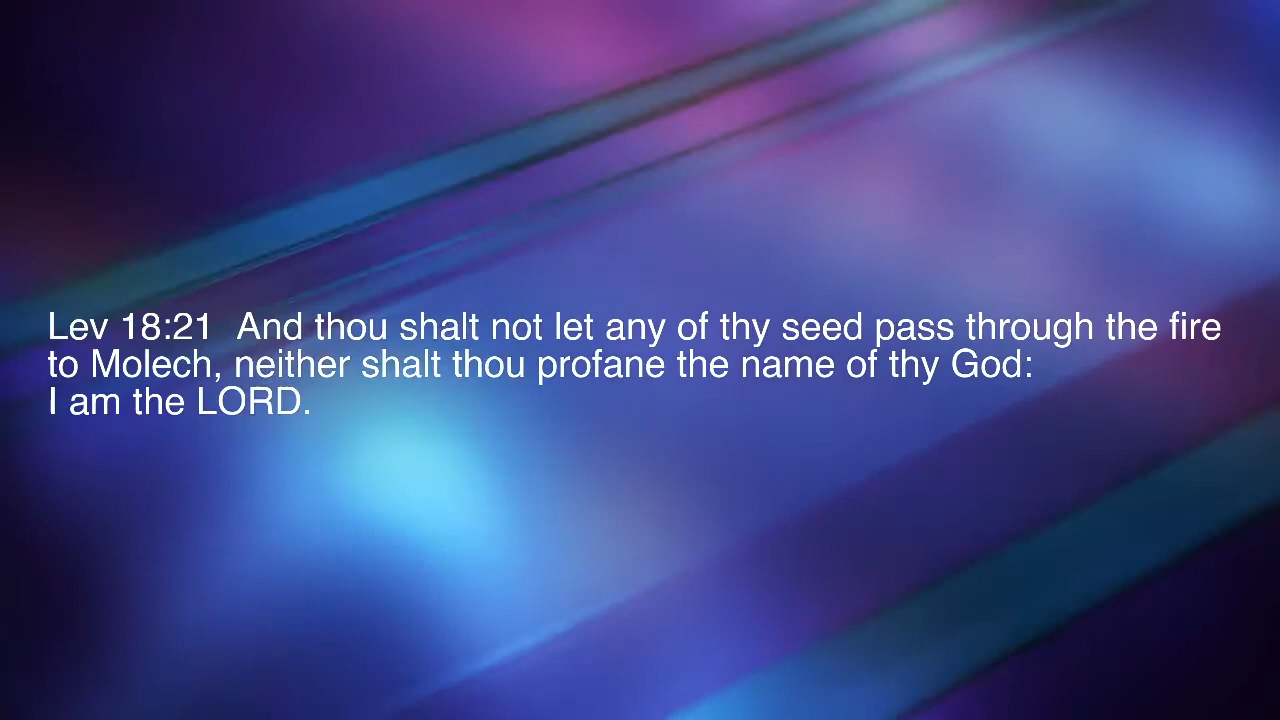 Lev 18:21  And thou shalt not let any of thy seed pass through the fire
to Molech, neither shalt thou profane the name of thy God:
I am the LORD.